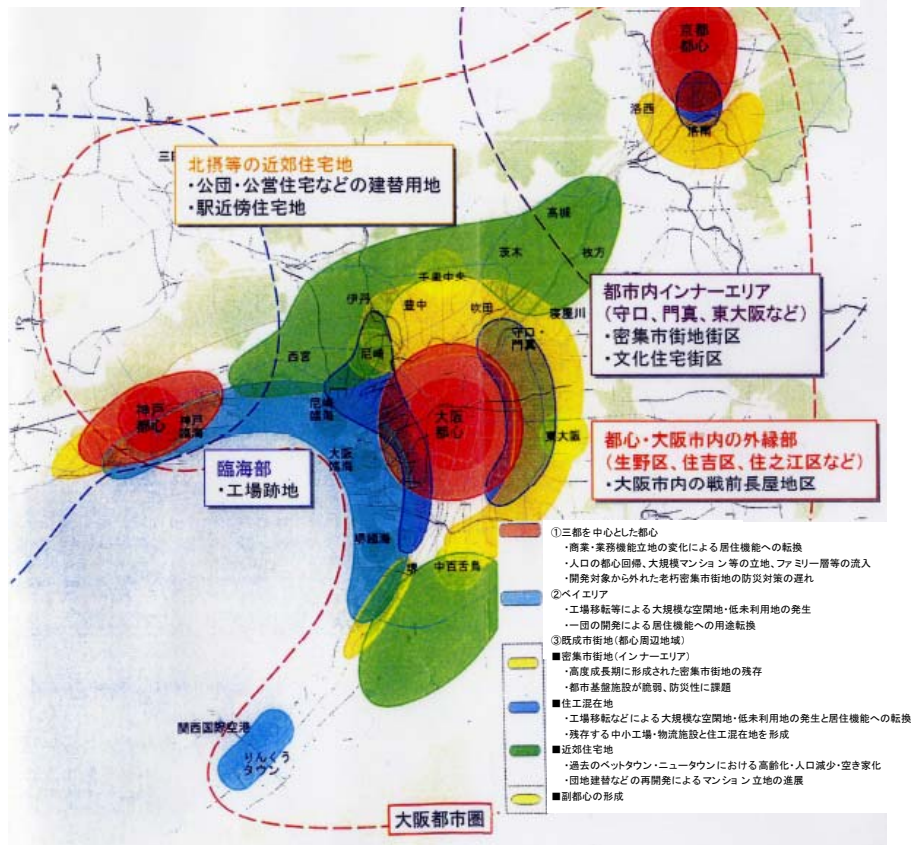 京都
都心
洛西
洛南
三田
北摂等の近郊住宅地
・公団・公営住宅などの建替用地
・駅近傍住宅地
高槻
茨木
枚方
千里中央
伊丹
豊中
吹田
寝屋川
守口・
門真
都市内インナーエリア
(守口、門真、東大阪など)
・密集市街地街区
・文化住宅街区
西宮
尼崎
尼崎
臨海
神戸
都心
神戸
臨海
大阪
都心
大阪
臨海
東大阪
都心・大阪市内の外縁部
(生野区、住吉区、住之江区など)
・大阪市内の戦前長屋地区
臨海部
・工場跡地
堺臨海
堺
中百舌鳥
関西国際空港
りんくう
タウン
大阪都市圏
①三都を中心とした都心
・商業・業務機能立地の変化による居住機能への転換
・人口の都心回帰、大規模マンション等の立地、ファミリー層等の流入
・開発対象から外れた老朽密集市街地の防災対策の遅れ
②ベイエリア
・工場移転等による大規模な空閑地・低未利用地の発生
・一団の開発による居住機能への用途転換
③既成市街地(都心周辺地域)
■密集市街地(インナーエリア)
・高度成長期に形成された密集市街地の残存
・都市基盤施設が脆弱、防災性に課題
■住工混在地
・工場移転などによる大規模な空閑地・低未利用地の発生と居住機能への転換
・残存する中小工場・物流施設と住工混在地を形成
■近郊住宅地
・過去のベットタウン・ニュータウンにおける高齢化・人口減少・空き家化
・団地建替などの再開発によるマンション立地の進展
■副都心の形成